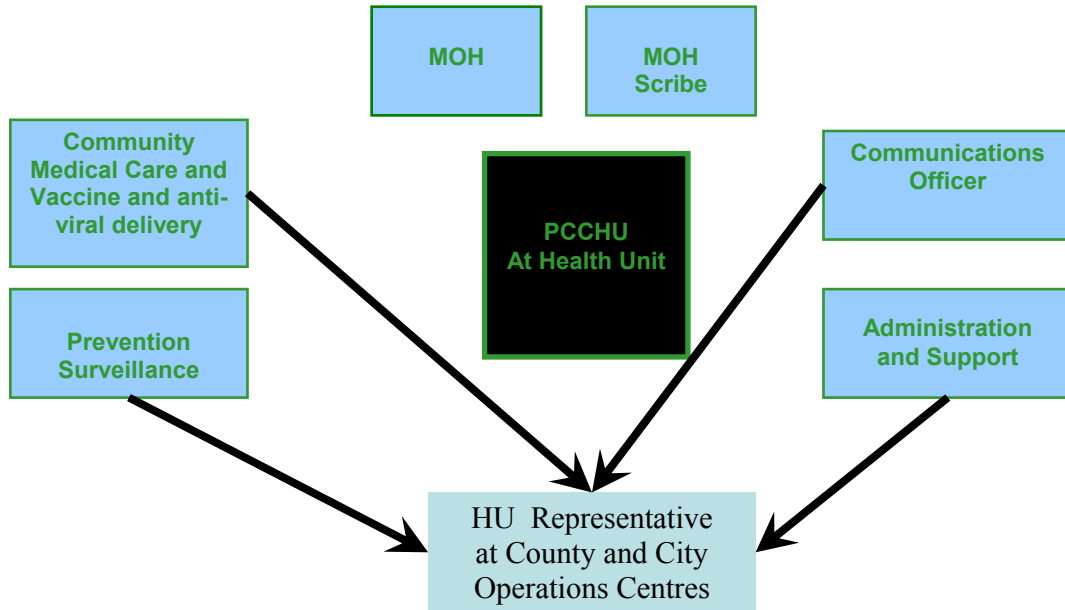 MOH
MOH
Scribe
Community
Medical Care and
Vaccine and anti-
viral delivery
Communications
Officer
PCCHU
At Health Unit
Prevention
Surveillance
Administration
and Support
HU Representative
at County and City
Operations Centres